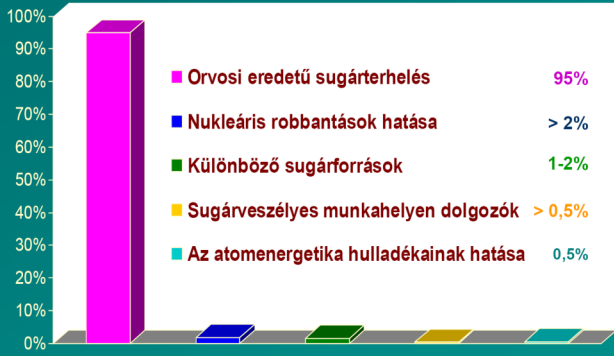 100%
90%
80%
70%
60%
50%
40%
30%
20%
10%
0%
Orvosi eredetű sugárterhelés 95%
Nukleáris robbantások hatása > 2%
Különböző sugárforrások 1-2%
Sugárveszélyes munkahelyen dolgozók > 0,5%
Az atomenergetika hulladékainak hatása 0,5%